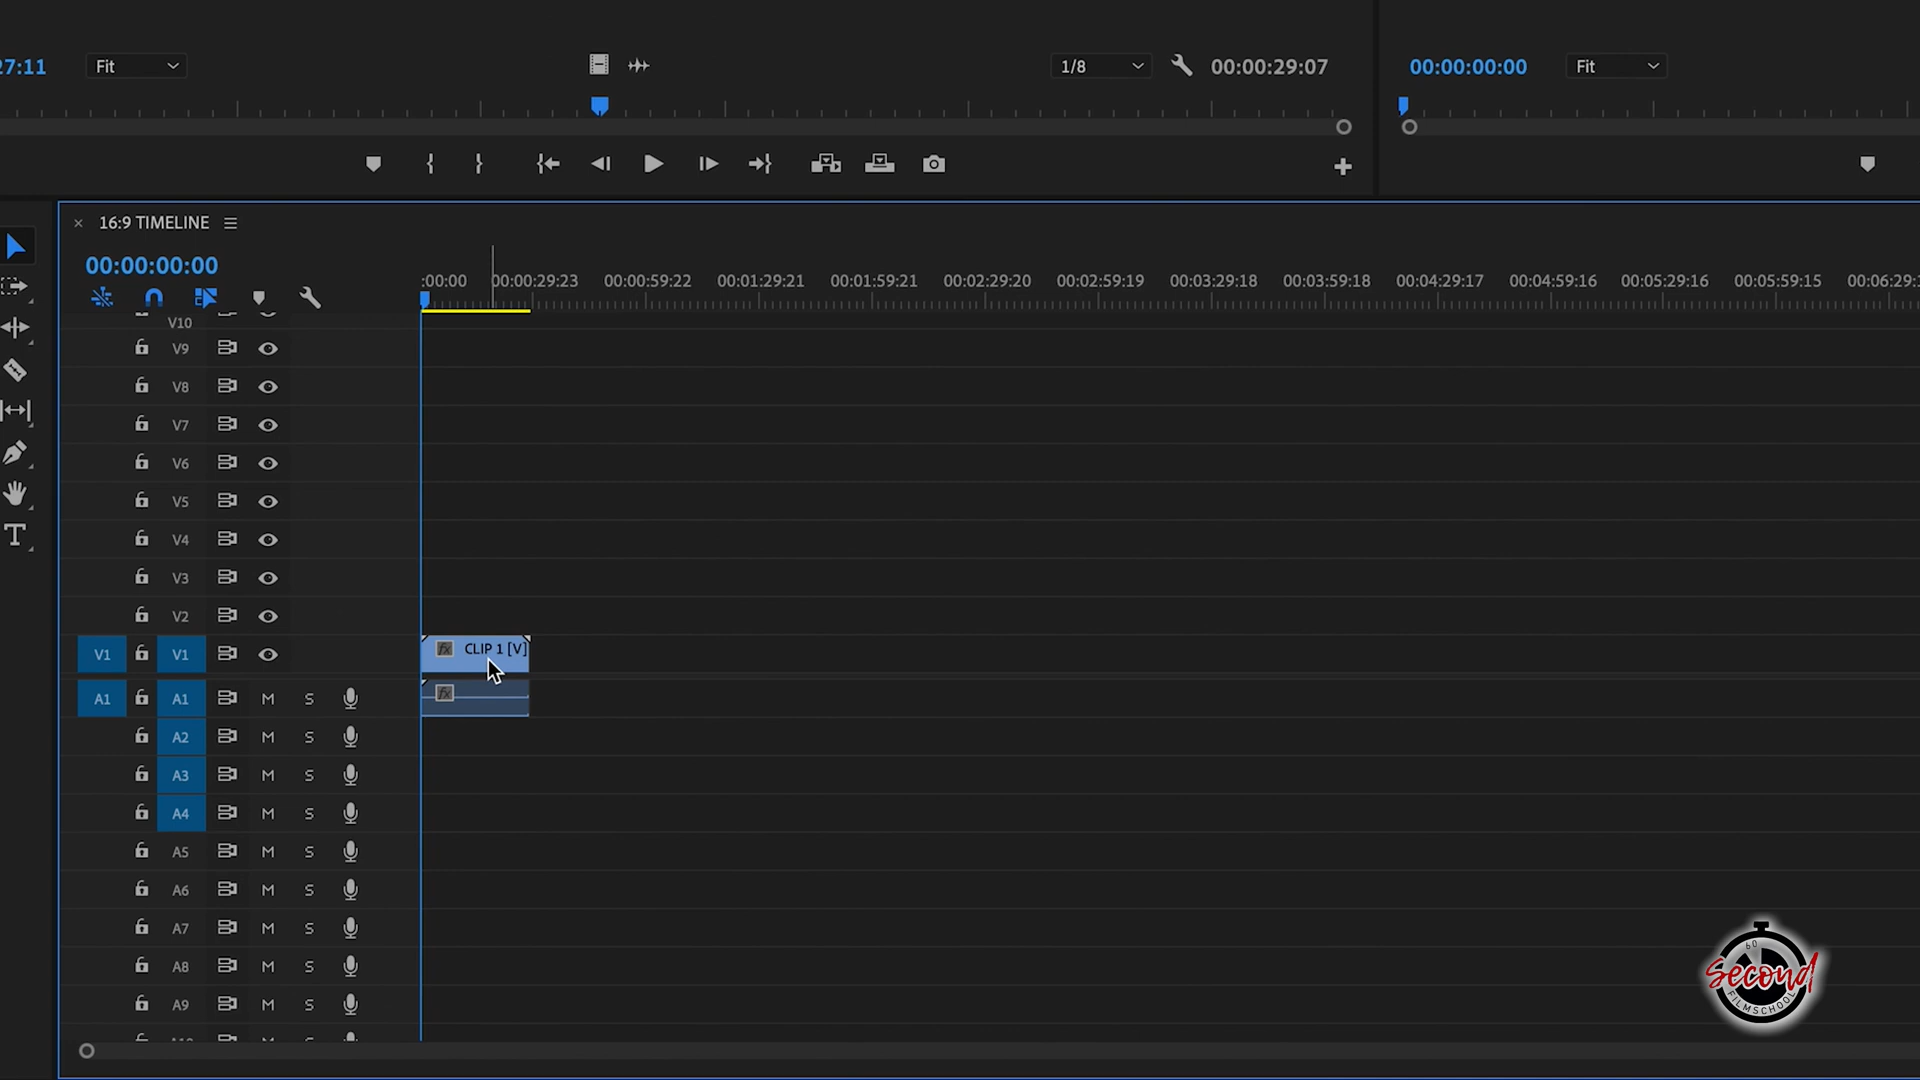 27:11 Fit 1/8 00:00:29:07 00:00:00:00 Fit
16:9 TIMELINE
00:00:00:00
:00:00 00:00:29:23 00:00:59:22 00:01:29:21 00:01:59:21 00:02:29:20 00:02:59:19 00:03:29:18 00:03:59:18 00:04:29:17 00:04:59:16 00:05:29:16 00:05:59:15 00:06:29:1
V10
V9
V8
V7
V6
V5
V4
V3
V2
V1 V1 fx CLIP 1 [V]
A1 A1 M S fx
A2 M S
A3 M S
A4 M S
A5 M S
A6 M S
A7 M S
A8 M S
A9 M S
60
Second
FILMSCHOOL